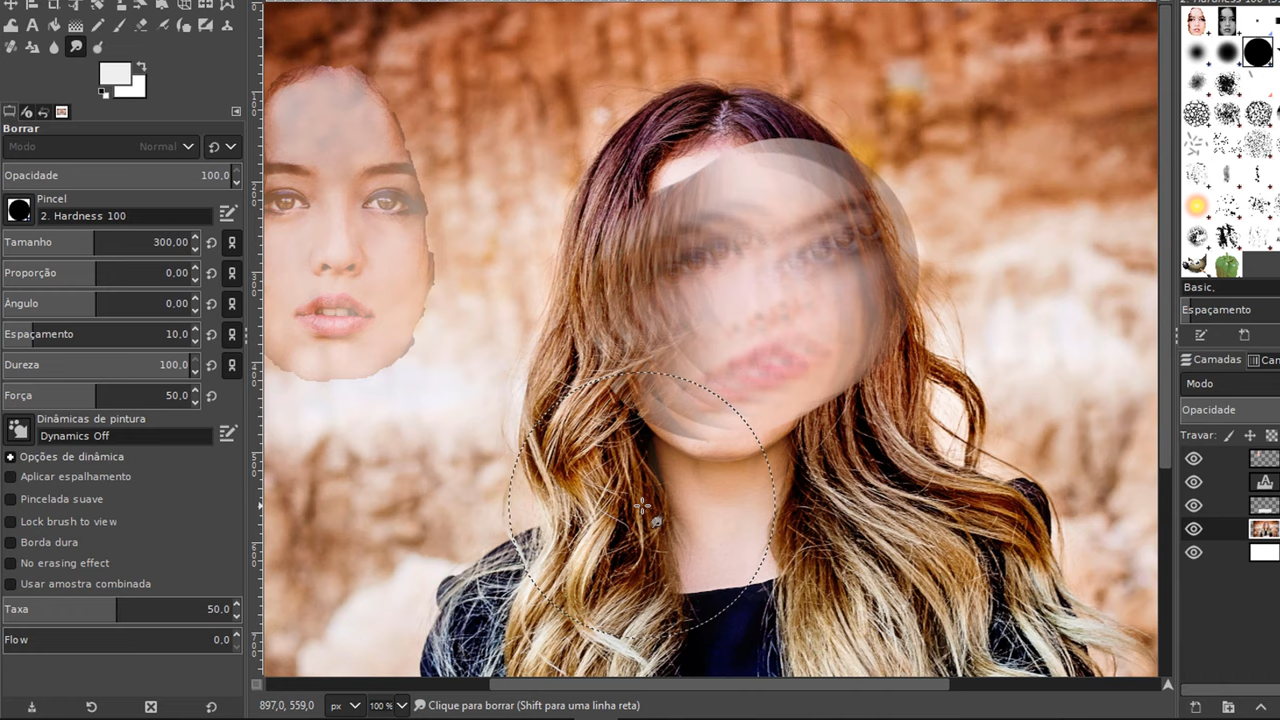 Borrar
Modo Normal
Opacidade 100,0
Pincel
2. Hardness 100
Tamanho 300,00
Proporção 0,00
Ângulo 0,00
Espaçamento 10,0
Dureza 100,0
Força 50,0
Dinâmicas de pintura
Dynamics Off
Opções de dinâmica
Aplicar espalhamento
Pincelada suave
Lock brush to view
Borda dura
No erasing effect
Usar amostra combinada
Taxa 50,0
Flow 0,0
897,0, 559,0 px 100 % Clique para borrar (Shift para uma linha reta)
Basic,
Espaçamento
Camadas Can
Modo
Opacidade
Travar: